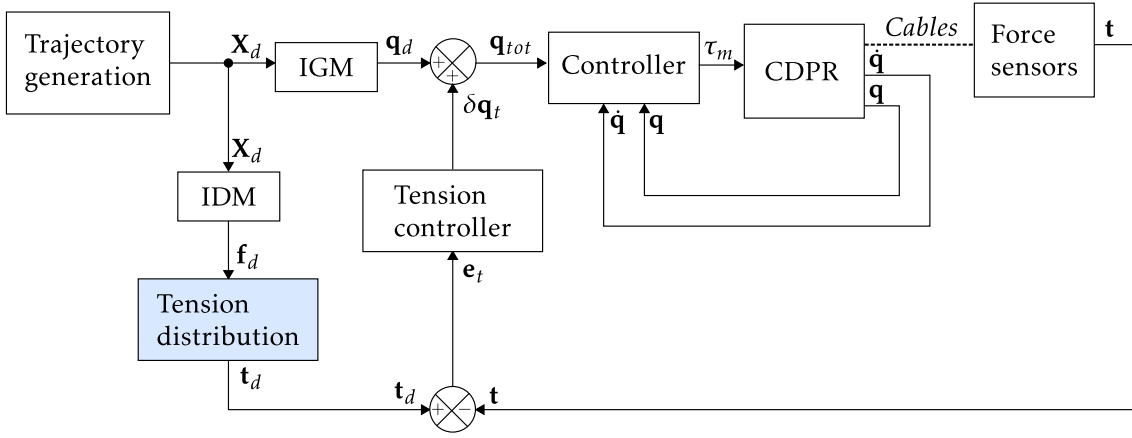 Trajectory
generation
X_d
IGM
q_d
+
+
q_tot
Controller
τ_m
CDPR
Cables
Force
sensors
t
q̇
q
q̇
q
δq_t
X_d
IDM
Tension
controller
f_d
e_t
Tension
distribution
t_d
t_d
+
−
t